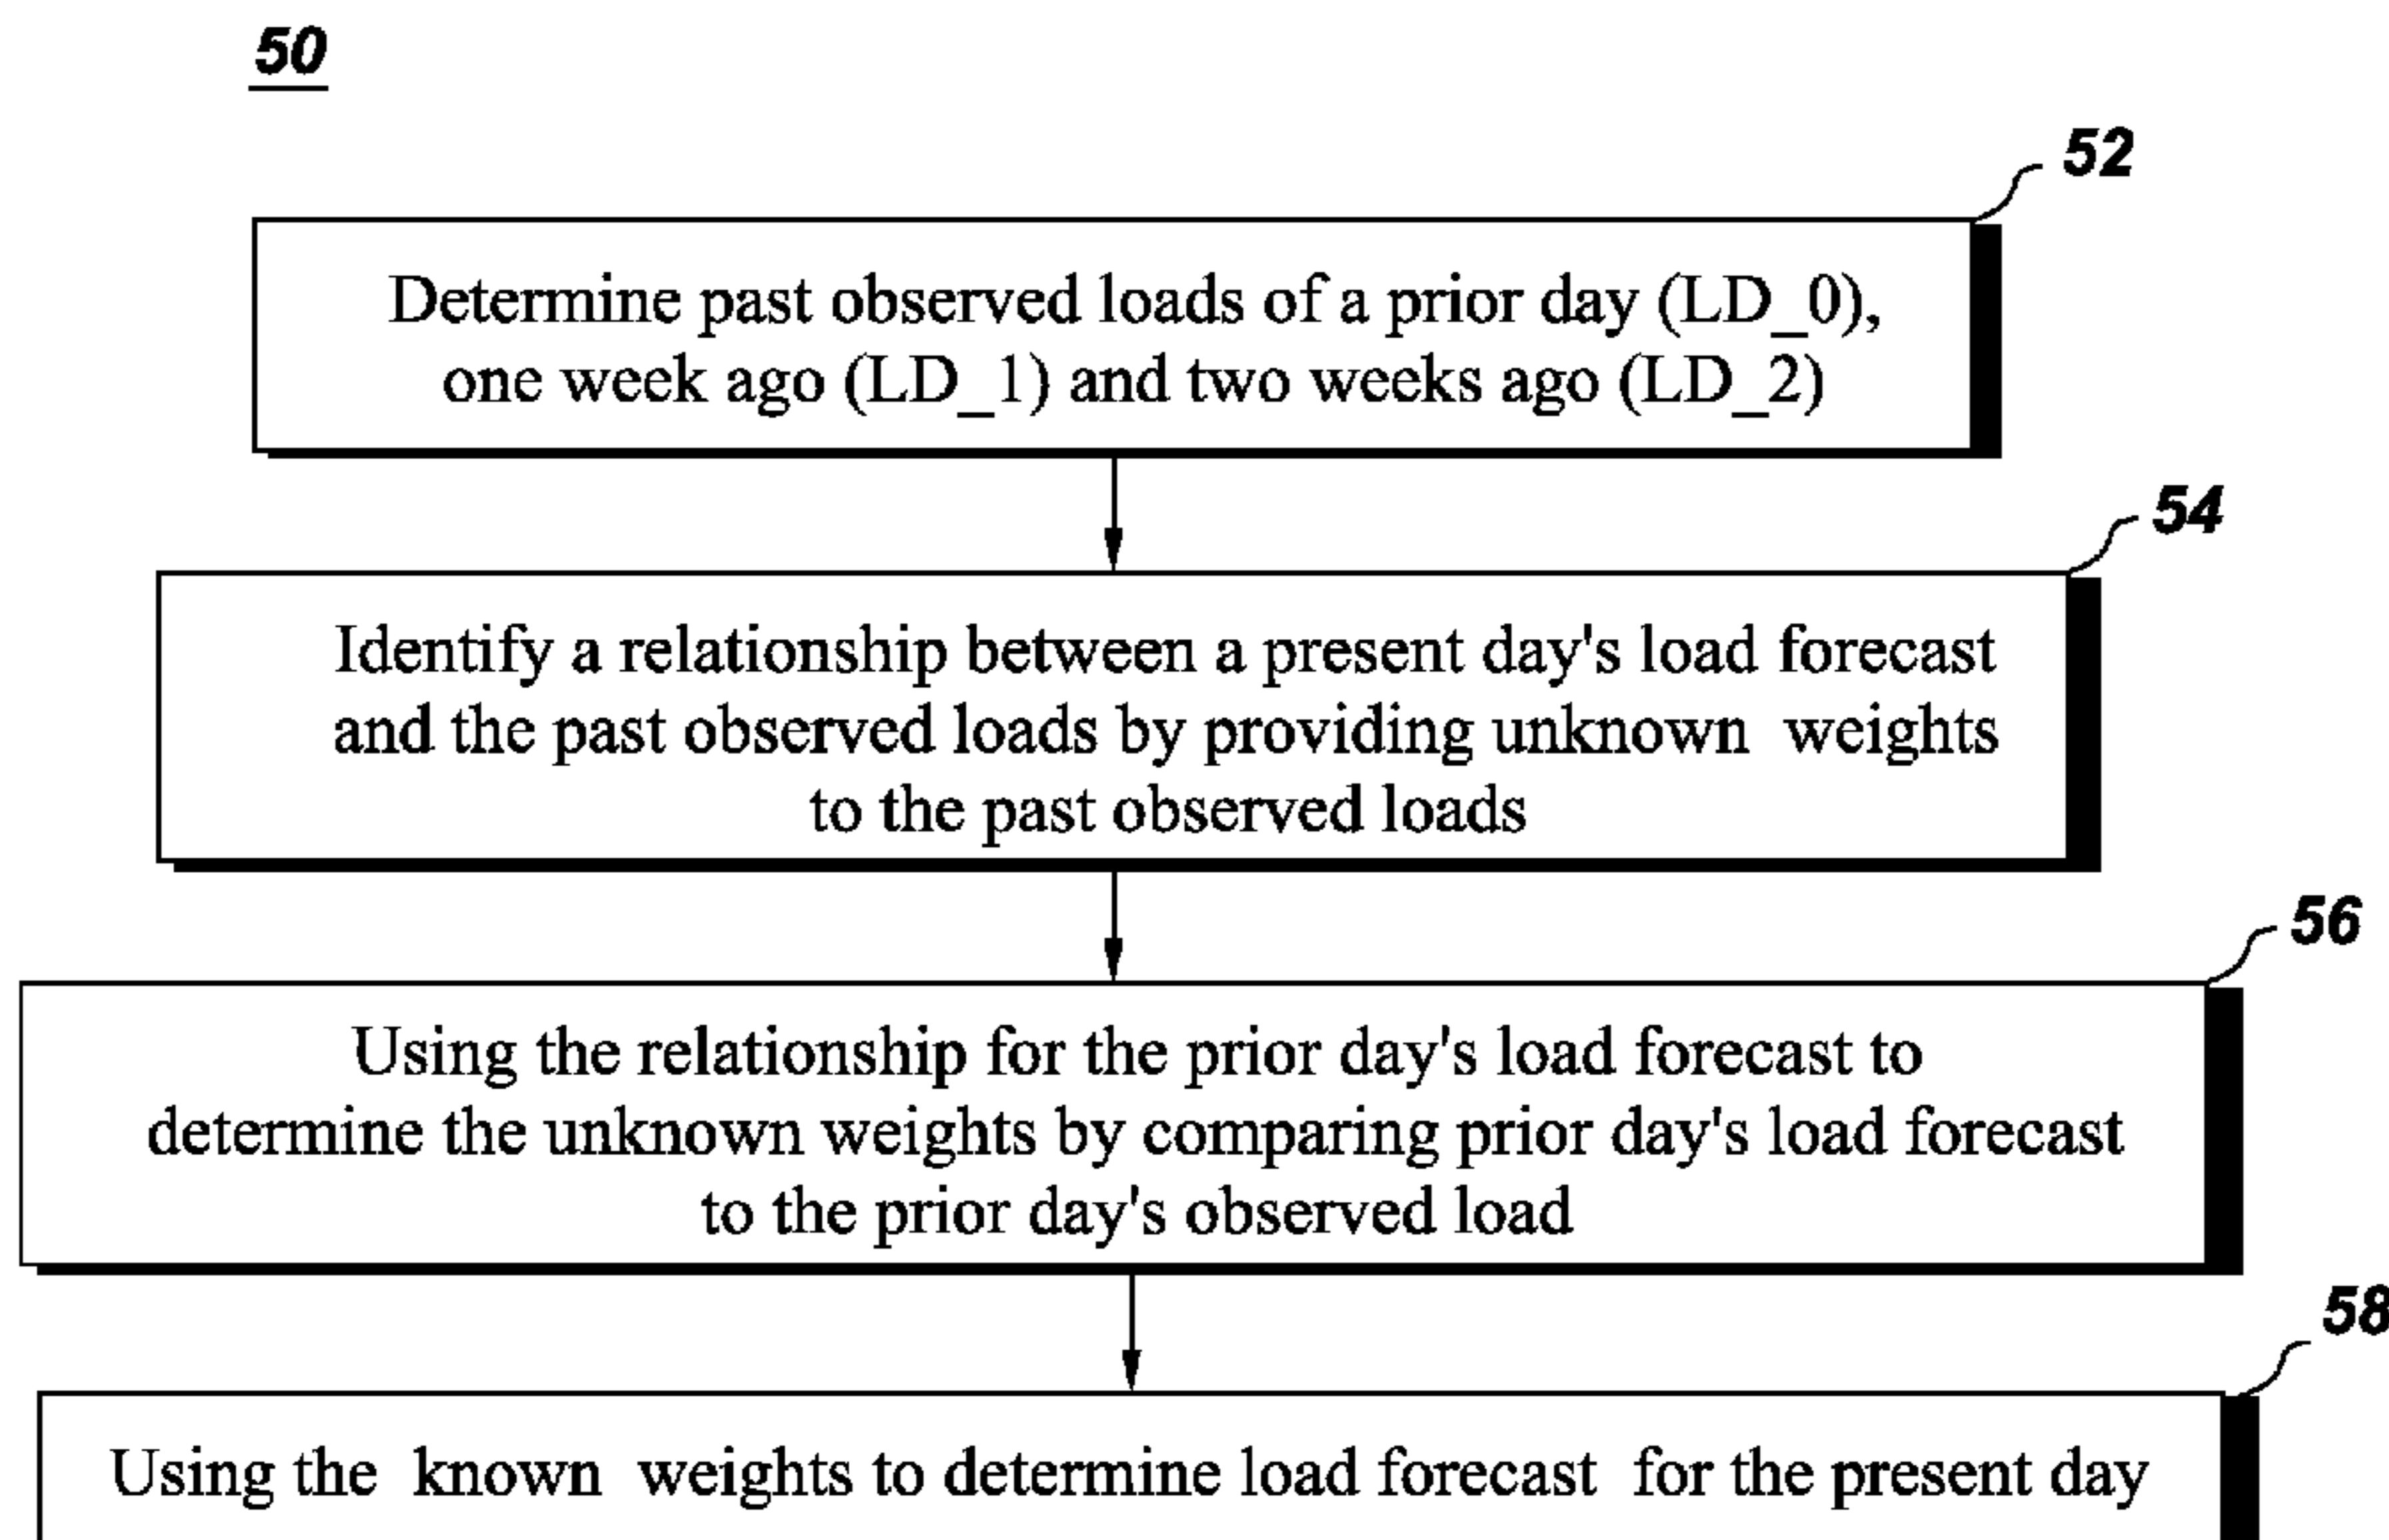 50
52
Determine past observed loads of a prior day (LD_0),
one week ago (LD_1) and two weeks ago (LD_2)
54
Identify a relationship between a present day's load forecast
and the past observed loads by providing unknown weights
to the past observed loads
56
Using the relationship for the prior day's load forecast to
determine the unknown weights by comparing prior day's load forecast
to the prior day's observed load
58
Using the known weights to determine load forecast for the present day